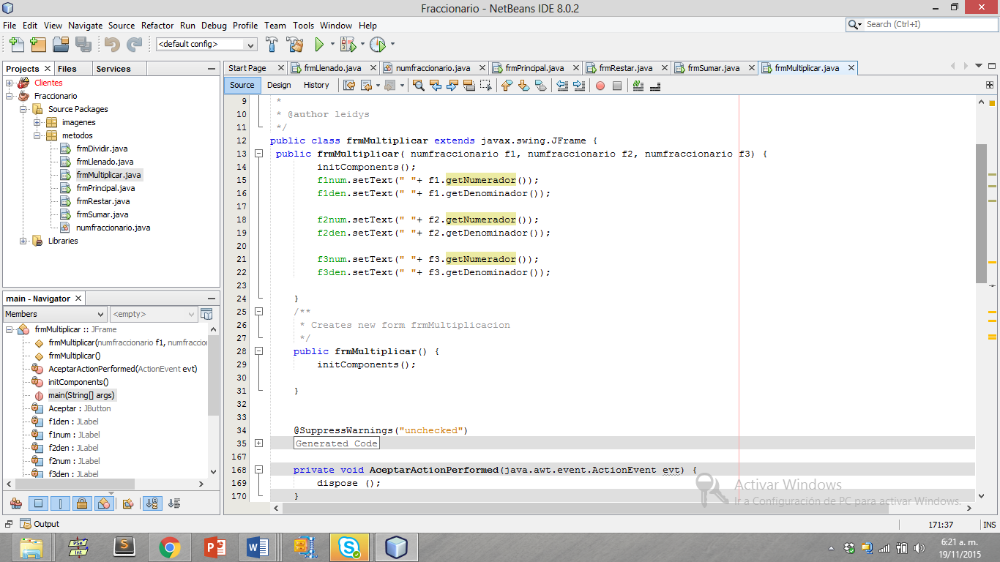 Fraccionario - NetBeans IDE 8.0.2
File Edit View Navigate Source Refactor Run Debug Profile Team Tools Window Help
Search (Ctrl+I)
<default config>
Projects Files Services
Clientes
Fraccionario
Source Packages
imagenes
metodos
frmDividir.java
frmLlenado.java
frmMultiplicar.java
frmPrincipal.java
frmRestar.java
frmSumar.java
numfraccionario.java
Libraries
main - Navigator
Members <empty>
frmMultiplicar :: JFrame
frmMultiplicar(numfraccionario f1, numfraccion
frmMultiplicar()
AceptarActionPerformed(ActionEvent evt)
initComponents()
main(String[] args)
Aceptar : JButton
f1den : JLabel
f1num : JLabel
f2den : JLabel
f2num : JLabel
f3den : JLabel
Start Page frmLlenado.java numfraccionario.java frmPrincipal.java frmRestar.java frmSumar.java frmMultiplicar.java
Source Design History
9 *
10 * @author leidys
11 */
12 public class frmMultiplicar extends javax.swing.JFrame {
13 public frmMultiplicar( numfraccionario f1, numfraccionario f2, numfraccionario f3) {
14 initComponents();
15 f1num.setText(" "+ f1.getNumerador());
16 f1den.setText(" "+ f1.getDenominador());
17
18 f2num.setText(" "+ f2.getNumerador());
19 f2den.setText(" "+ f2.getDenominador());
20
21 f3num.setText(" "+ f3.getNumerador());
22 f3den.setText(" "+ f3.getDenominador());
23
24 }
25 /**
26 * Creates new form frmMultiplicacion
27 */
28 public frmMultiplicar() {
29 initComponents();
30
31 }
32
33
34 @SuppressWarnings("unchecked")
35 Generated Code
167
168 private void AceptarActionPerformed(java.awt.event.ActionEvent evt) {
169 dispose ();
170 }
Activar Windows
Ir a Configuración de PC para activar Windows.
Output
171:37 INS
PSe
Int
6:21 a. m.
19/11/2015